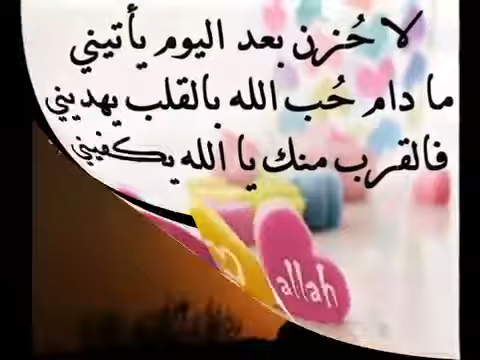 لا حُزن بعد اليوم يأتيني
ما دام حُب الله بالقلب يهديني
فالقرب منك يا الله يكفيني
allah